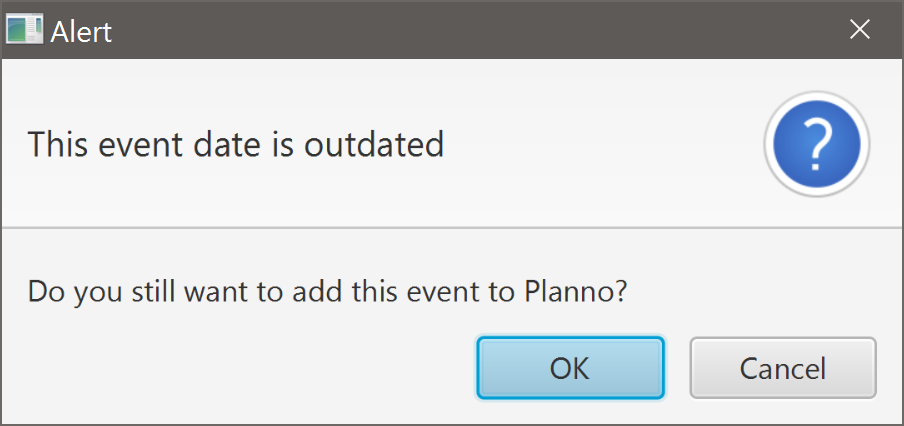 Alert
This event date is outdated
?
Do you still want to add this event to Planno?
OK
Cancel